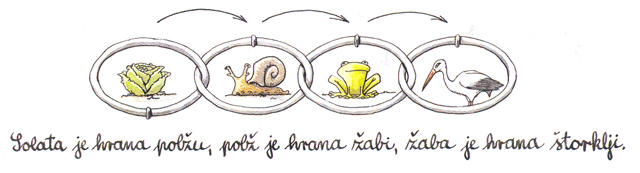 Solata je hrana polžu, polž je hrana žabi, žaba je hrana štorklji.